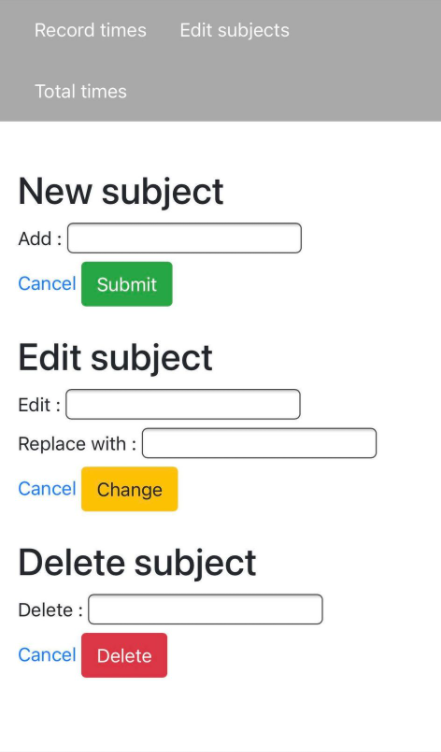 Record times Edit subjects
Total times
New subject
Add :
Cancel Submit
Edit subject
Edit :
Replace with :
Cancel Change
Delete subject
Delete :
Cancel Delete